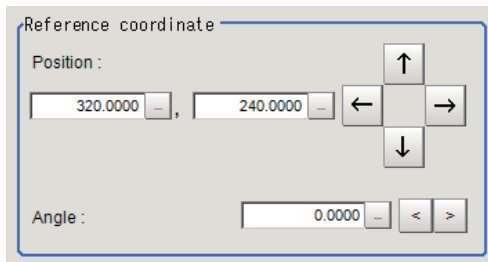 Reference coordinate
Position :
↑
320.0000 ... , 240.0000 ... ← →
↓
Angle : 0.0000 ... < >